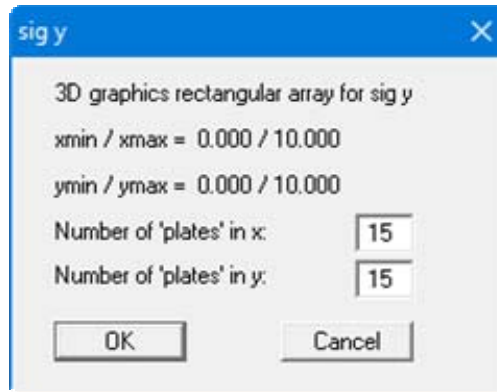 sig y
3D graphics rectangular array for sig y
xmin / xmax = 0.000 / 10.000
ymin / ymax = 0.000 / 10.000
Number of 'plates' in x: 15
Number of 'plates' in y: 15
OK Cancel